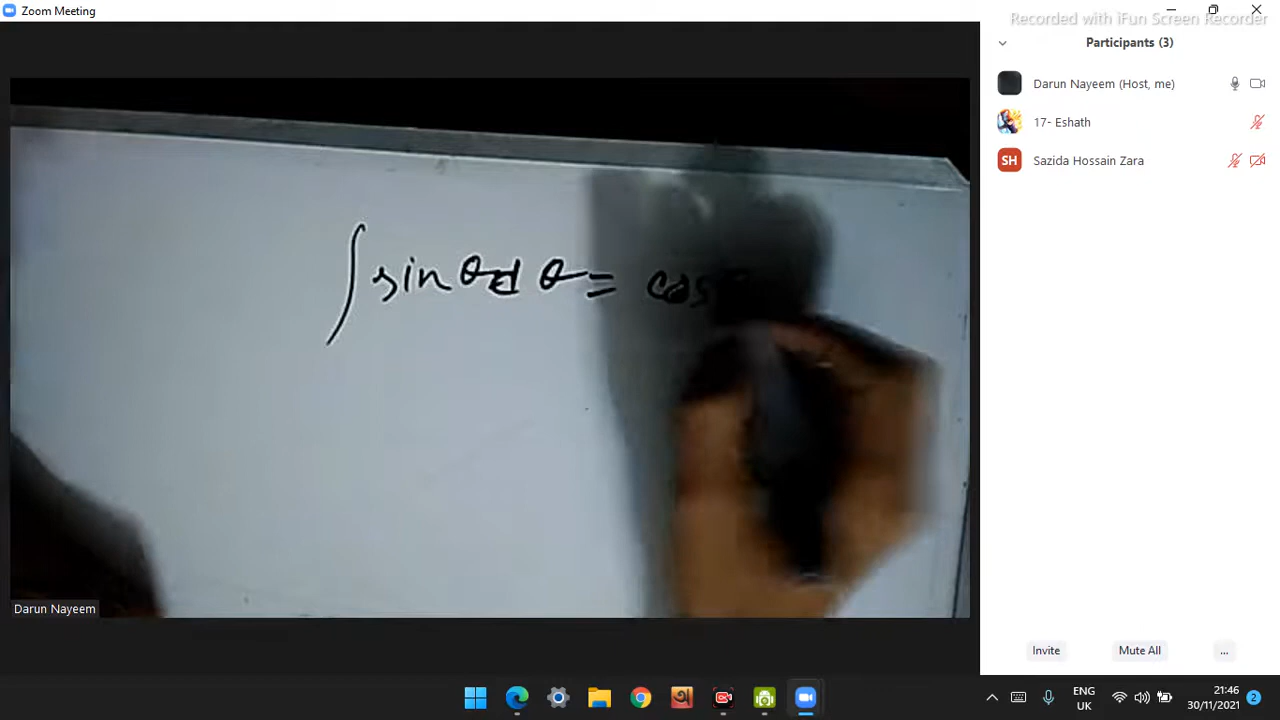 Zoom Meeting
Recorded with iFun Screen Recorder
Participants (3)
Darun Nayeem (Host, me)
17- Eshath
SH Sazida Hossain Zara
∫ sin θ d θ = cos
Darun Nayeem
Invite Mute All ...
অ
ENG
UK
21:46
30/11/2021
2